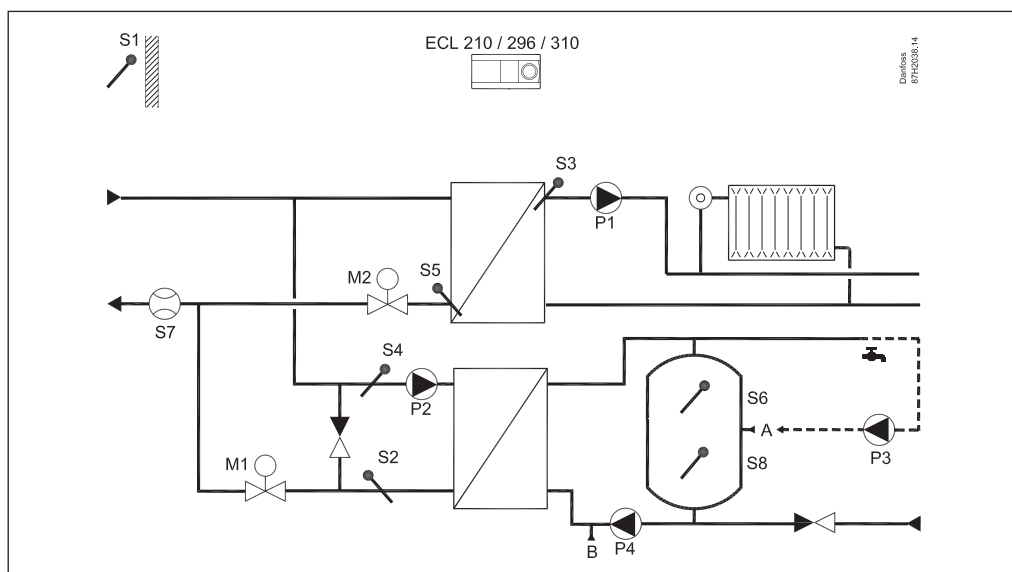 S1
ECL 210 / 296 / 310
Danfoss
87H2038.14
S3
P1
M2
S5
S7
S4
P2
S6
A
S8
P3
M1
S2
B
P4